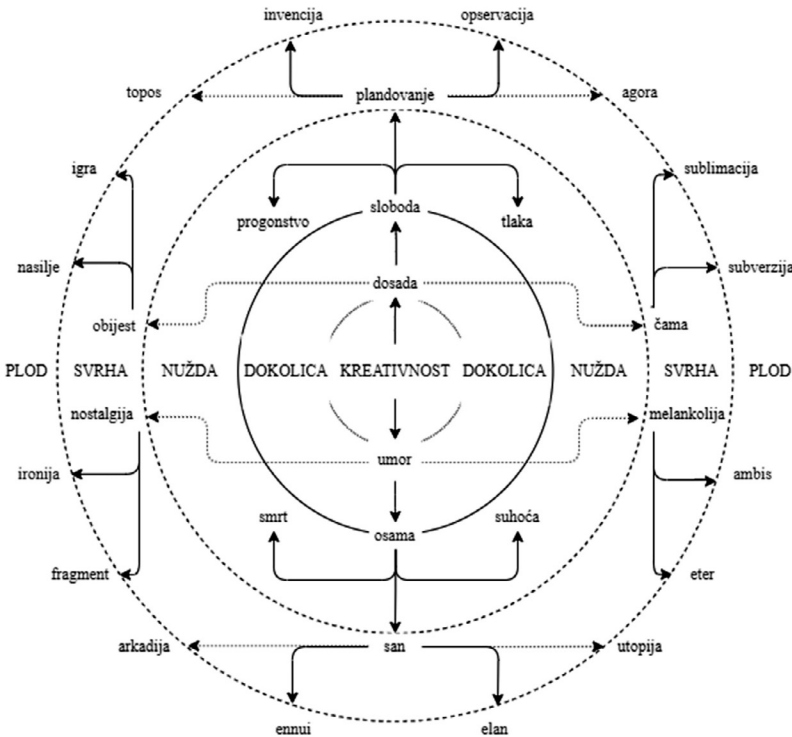 invencija opservacija
topos plandovanje agora
igra sublimacija
progonstvo sloboda tlaka
nasilje dosada subverzija
obijest čama
PLOD SVRHA NUŽDA DOKOLICA KREATIVNOST DOKOLICA NUŽDA SVRHA PLOD
nostalgija melankolija
ironija umor ambis
smrt osama suhoća
fragment eter
arkadija san utopija
ennui elan